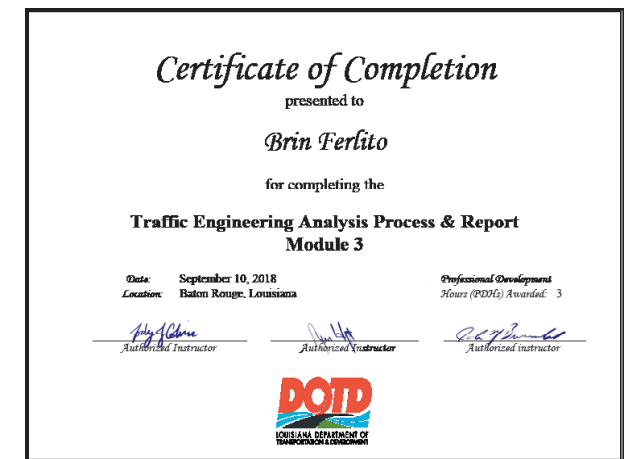 Certificate of Completion
presented to
Brin Ferlito
for completing the
Traffic Engineering Analysis Process & Report
Module 3
Date: September 10, 2018
Location: Baton Rouge, Louisiana
Professional Development
Hours (PDHs) Awarded: 3
Authorized Instructor
Authorized Instructor
Authorized instructor
DOTD
LOUISIANA DEPARTMENT OF
TRANSPORTATION & DEVELOPMENT